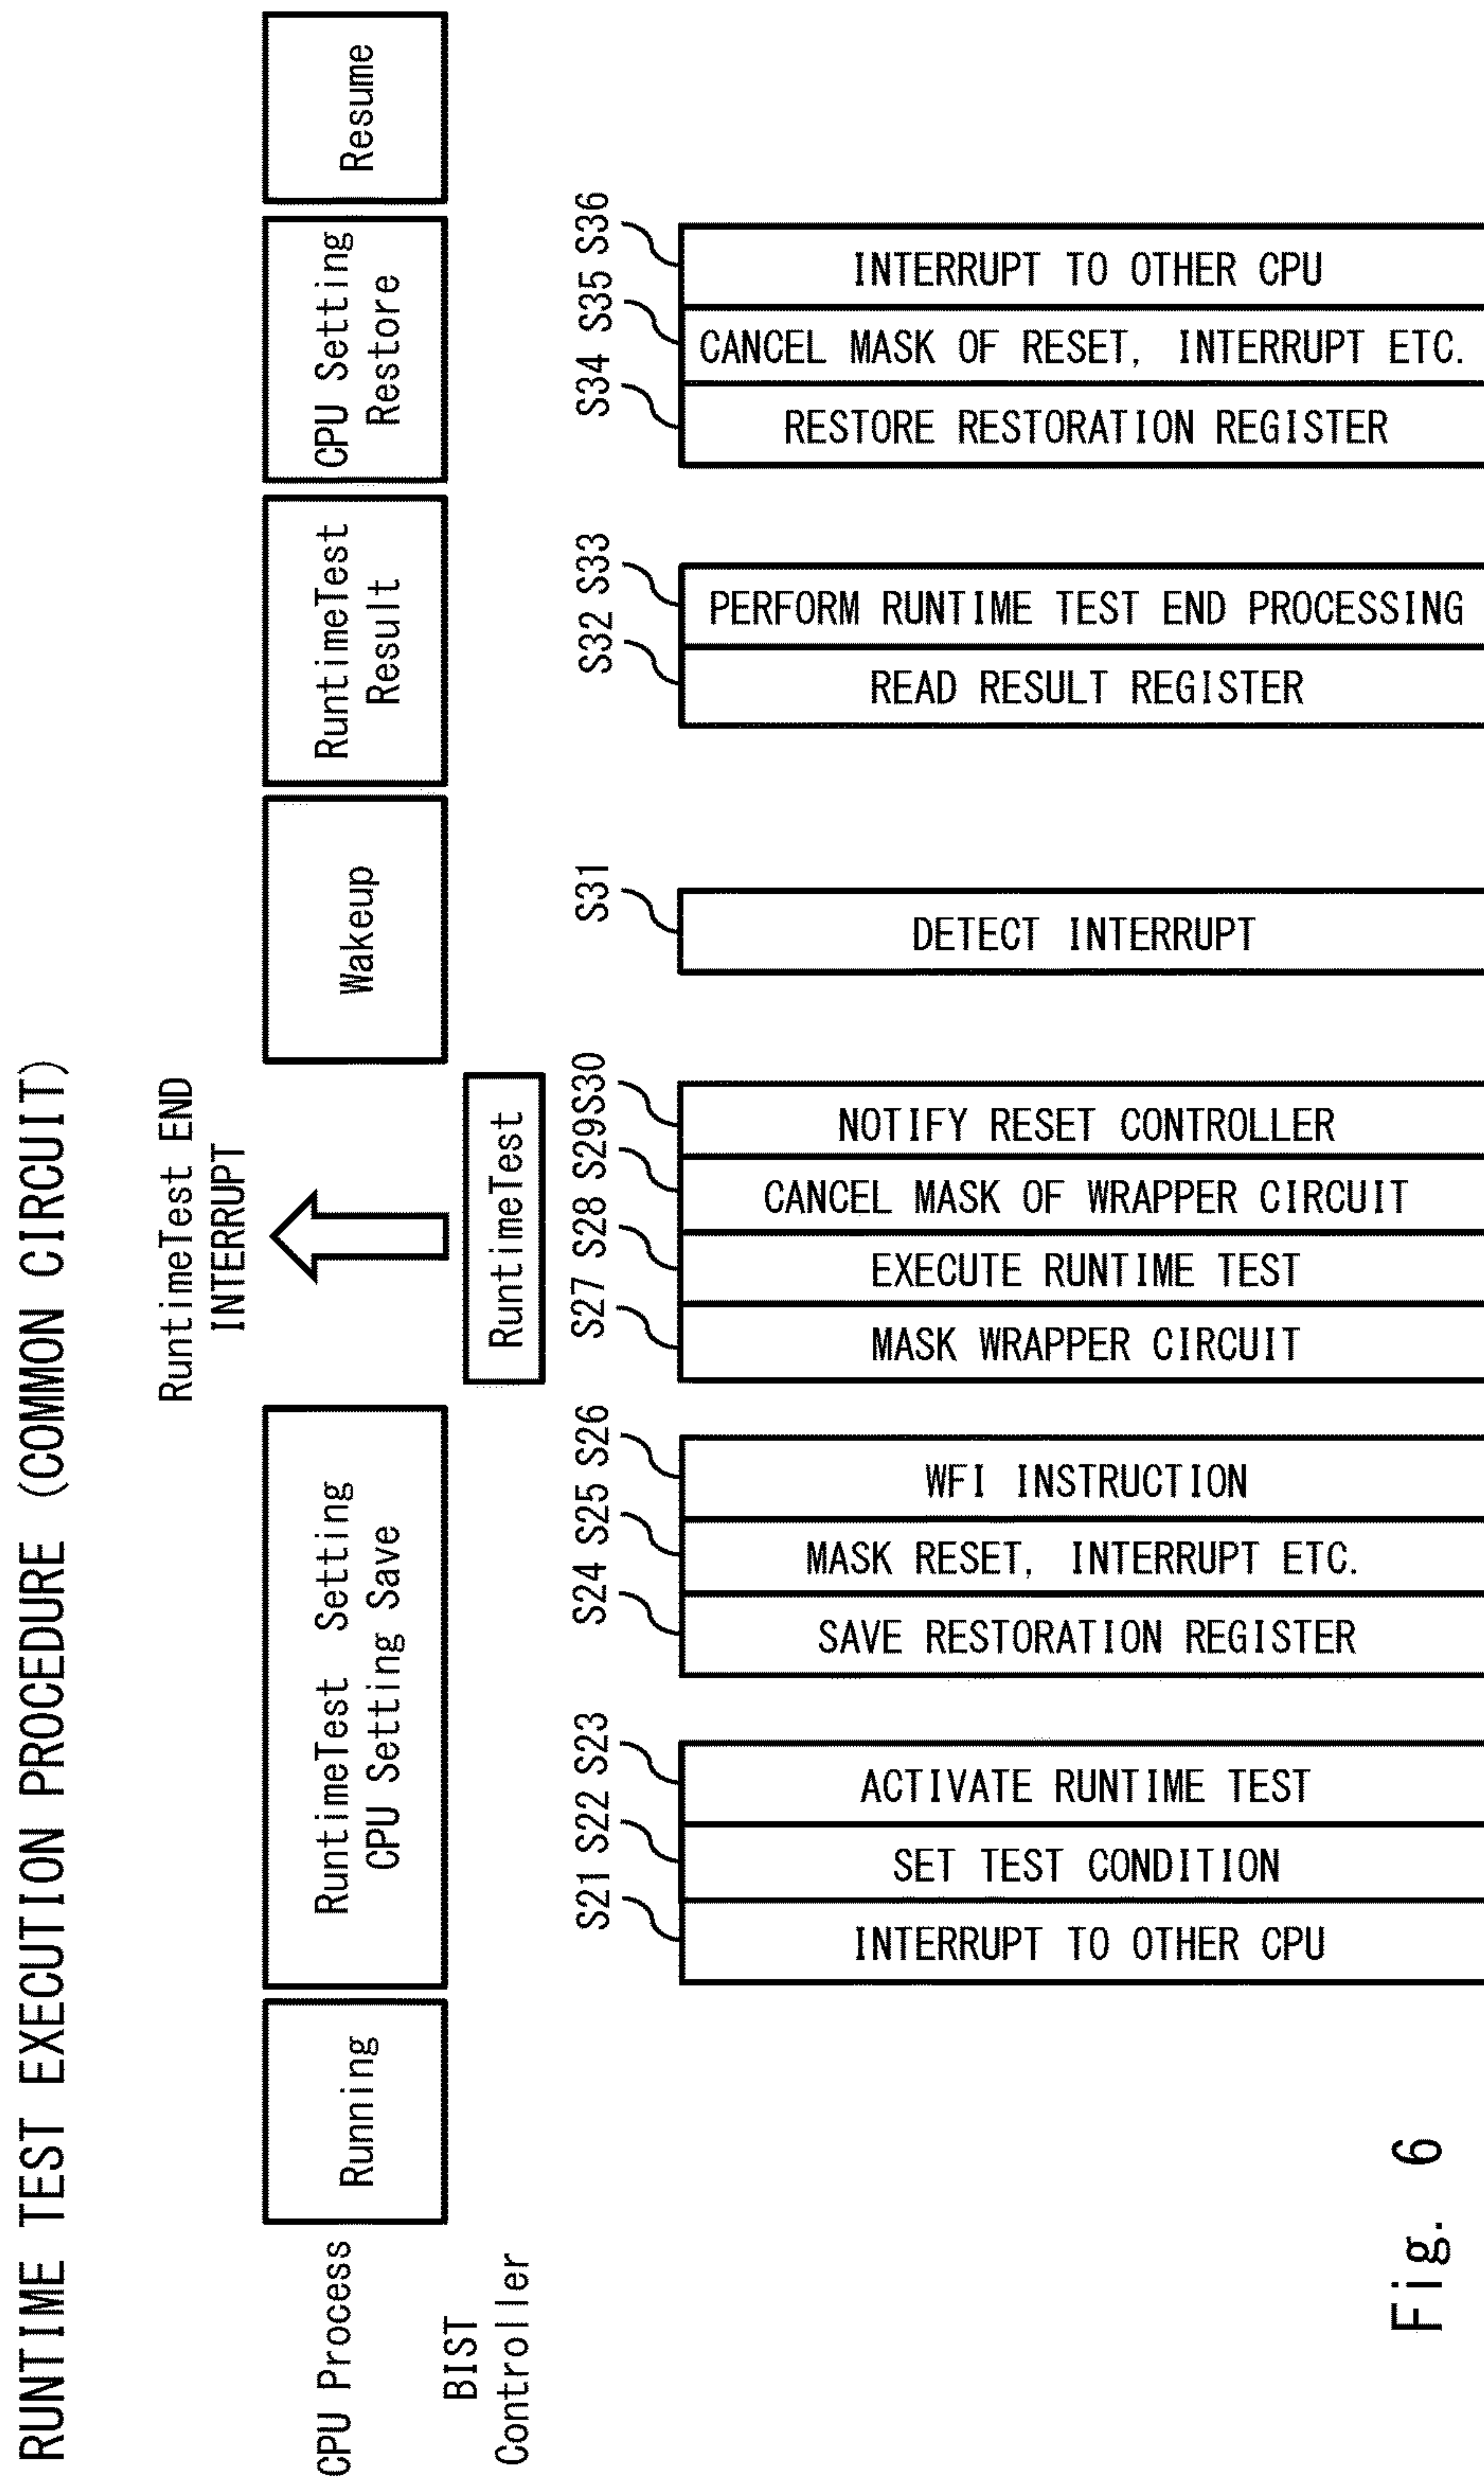 RUNTIME TEST EXECUTION PROCEDURE (COMMON CIRCUIT)
RuntimeTest END
INTERRUPT
CPU Process
Running
RuntimeTest Setting
CPU Setting Save
Wakeup
RuntimeTest
Result
CPU Setting
Restore
Resume
BIST
Controller
RuntimeTest
S21
INTERRUPT TO OTHER CPU
S22
SET TEST CONDITION
S23
ACTIVATE RUNTIME TEST
S24
SAVE RESTORATION REGISTER
S25
MASK RESET, INTERRUPT ETC.
S26
WFI INSTRUCTION
S27
MASK WRAPPER CIRCUIT
S28
EXECUTE RUNTIME TEST
S29
CANCEL MASK OF WRAPPER CIRCUIT
S30
NOTIFY RESET CONTROLLER
S31
DETECT INTERRUPT
S32
READ RESULT REGISTER
S33
PERFORM RUNTIME TEST END PROCESSING
S34
RESTORE RESTORATION REGISTER
S35
CANCEL MASK OF RESET, INTERRUPT ETC.
S36
INTERRUPT TO OTHER CPU
Fig. 6